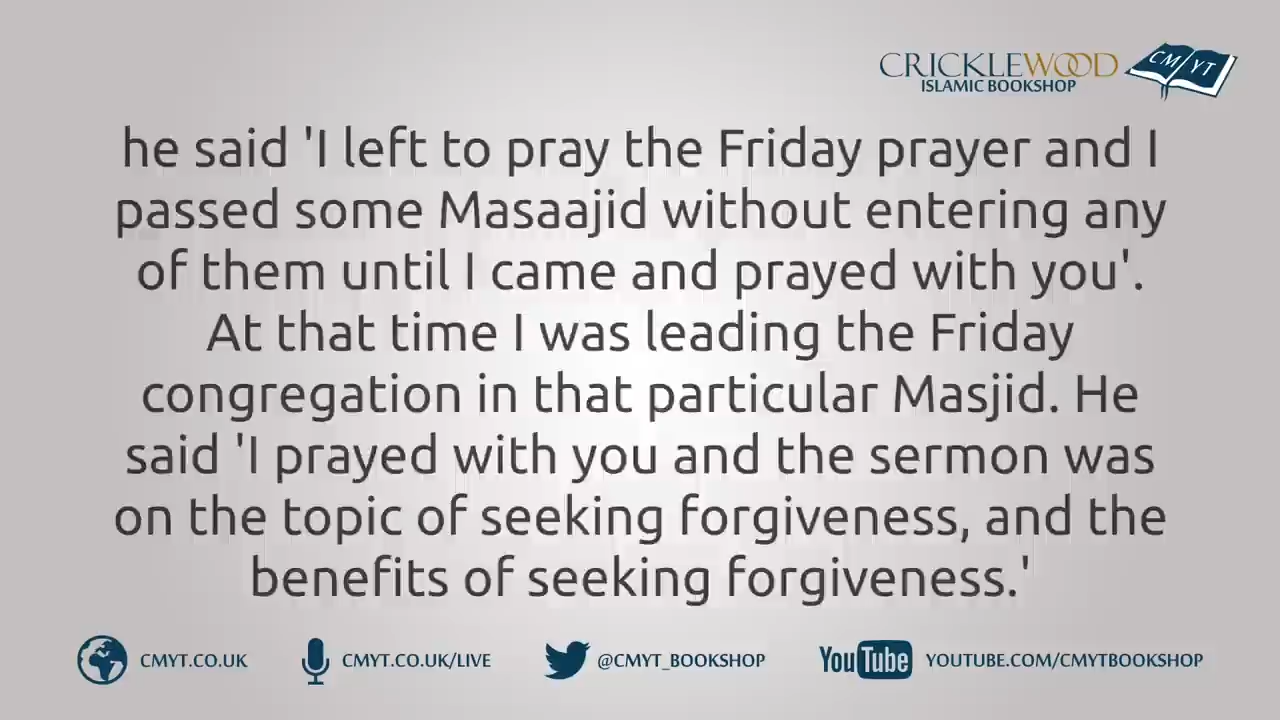 CRICKLEWOOD
ISLAMIC BOOKSHOP
CMYT
he said 'I left to pray the Friday prayer and I
passed some Masaajid without entering any
of them until I came and prayed with you'.
At that time I was leading the Friday
congregation in that particular Masjid. He
said 'I prayed with you and the sermon was
on the topic of seeking forgiveness, and the
benefits of seeking forgiveness.'
CMYT.CO.UK
CMYT.CO.UK/LIVE
@CMYT_BOOKSHOP
YouTube
YOUTUBE.COM/CMYTBOOKSHOP